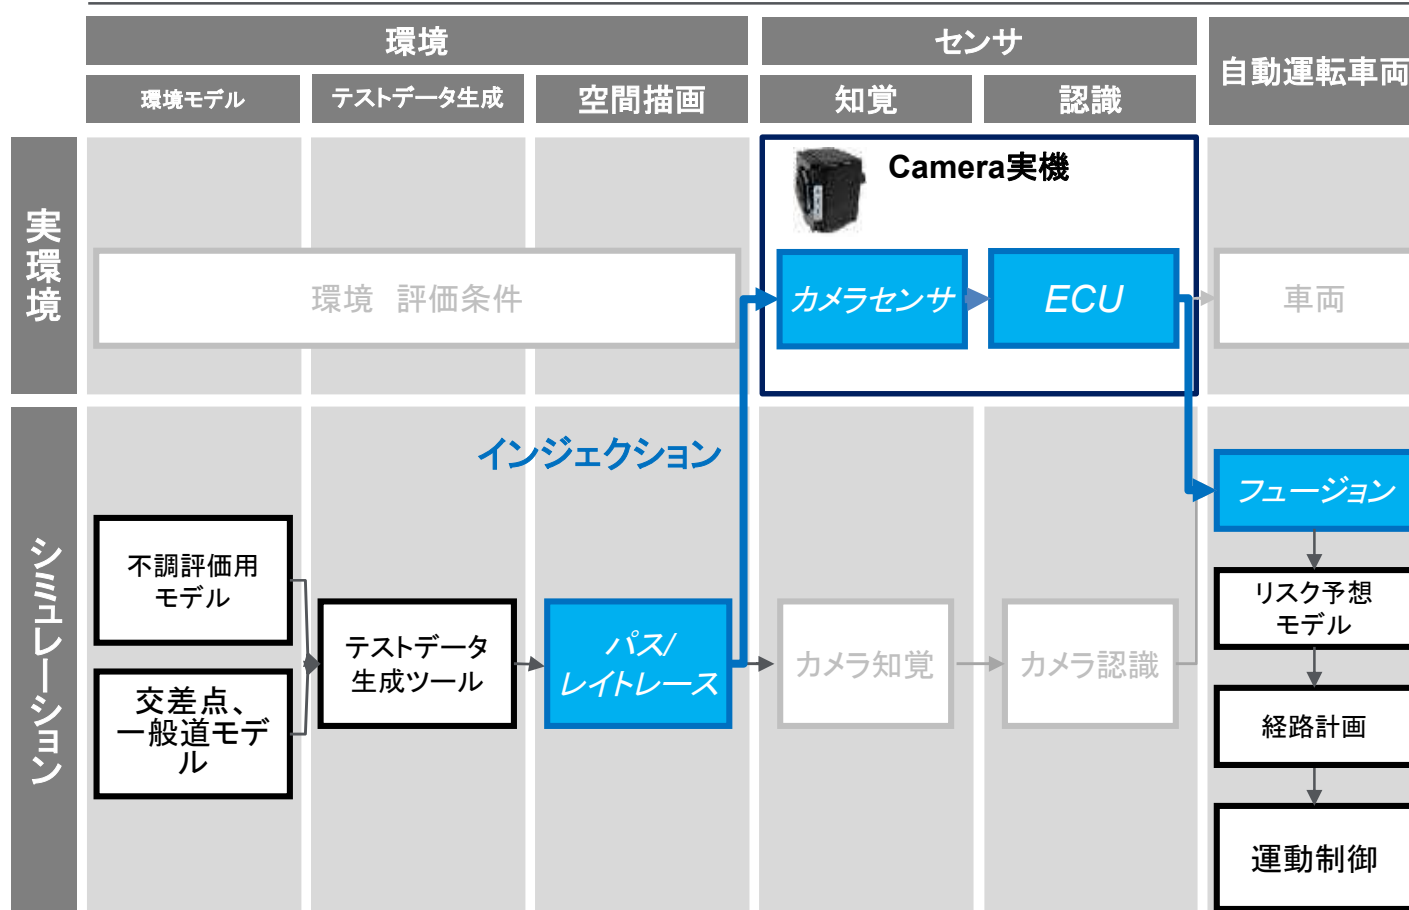 環境
センサ
自動運転車両
環境モデル
テストデータ生成
空間描画
知覚
認識
実環境
Camera実機
環境 評価条件
カメラセンサ
ECU
車両
シミュレーション
インジェクション
フュージョン
不調評価用
モデル
交差点、
一般道モデ
ル
テストデータ
生成ツール
パス/
レイトレース
カメラ知覚
カメラ認識
リスク予想
モデル
経路計画
運動制御